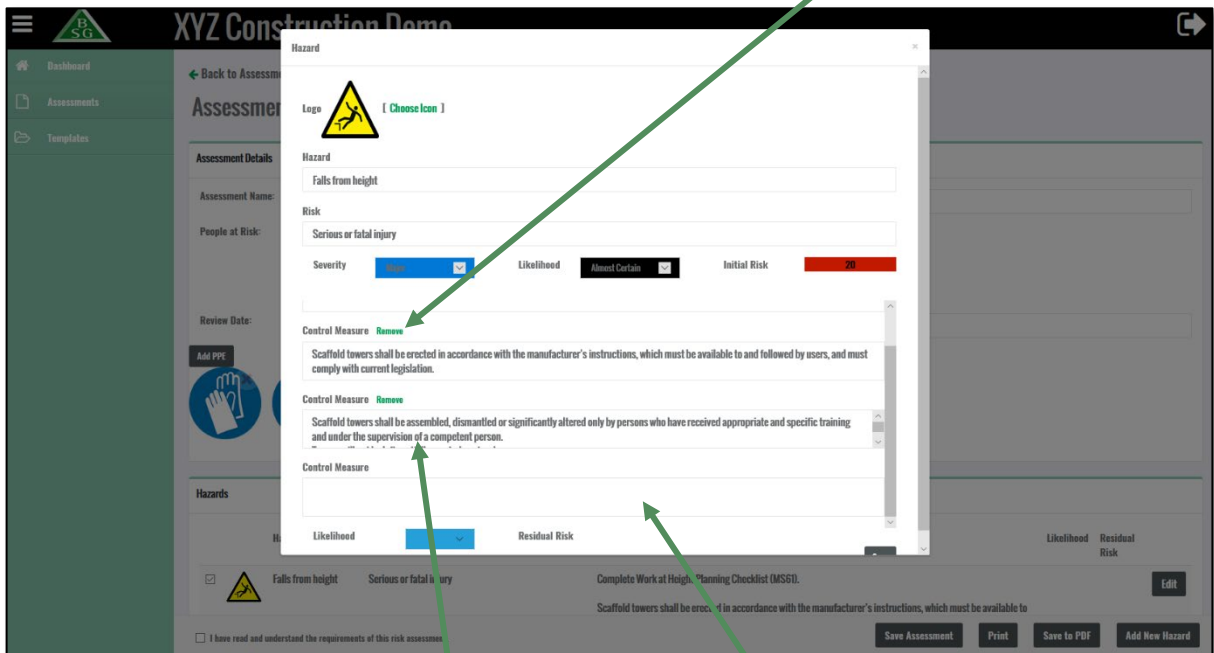 BSG
XYZ Construction Demo
Dashboard
Assessments
Templates
Back to Assessme
Assessmen
Assessment Details
Assessment Name:
People at Risk:
Review Date:
Add PPE
Hazards
Hazard
×
Logo
[ Choose Icon ]
Hazard
Falls from height
Risk
Serious or fatal injury
Severity Likelihood Almost Certain Initial Risk 20
Control Measure Remove
Scaffold towers shall be erected in accordance with the manufacturer's instructions, which must be available to and followed by users, and must
comply with current legislation.
Control Measure Remove
Scaffold towers shall be assembled, dismantled or significantly altered only by persons who have received appropriate and specific training
and under the supervision of a competent person.
Control Measure
Likelihood Residual Risk
Likelihood Residual
Risk
Falls from height Serious or fatal injury Complete Work at Height Planning Checklist (MS61). Edit
Scaffold towers shall be erected in accordance with the manufacturer's instructions, which must be available to
I have read and understand the requirements of this risk assessment
Save Assessment Print Save to PDF Add New Hazard